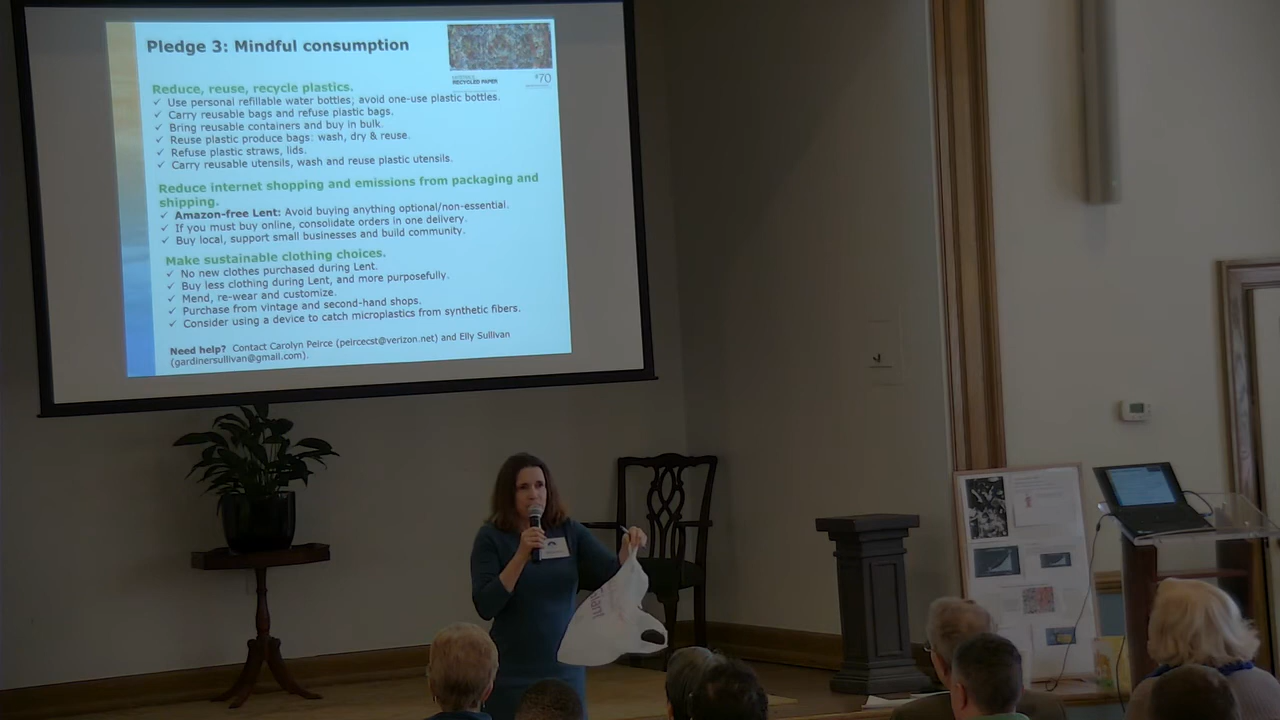 Pledge 3: Mindful consumption
RECYCLED PAPER
$70
Reduce, reuse, recycle plastics.
✓ Use personal refillable water bottles; avoid one-use plastic bottles.
✓ Carry reusable bags and refuse plastic bags.
✓ Bring reusable containers and buy in bulk.
✓ Reuse plastic produce bags: wash, dry & reuse.
✓ Refuse plastic straws, lids.
✓ Carry reusable utensils, wash and reuse plastic utensils.
Reduce internet shopping and emissions from packaging and
shipping.
✓ Amazon-free Lent: Avoid buying anything optional/non-essential.
✓ If you must buy online, consolidate orders in one delivery.
✓ Buy local, support small businesses and build community.
Make sustainable clothing choices.
✓ No new clothes purchased during Lent.
✓ Buy less clothing during Lent, and more purposefully.
✓ Mend, re-wear and customize.
✓ Purchase from vintage and second-hand shops.
✓ Consider using a device to catch microplastics from synthetic fibers.
Need help? Contact Carolyn Peirce (peircecst@verizon.net) and Elly Sullivan
(gardinersullivan@gmail.com).